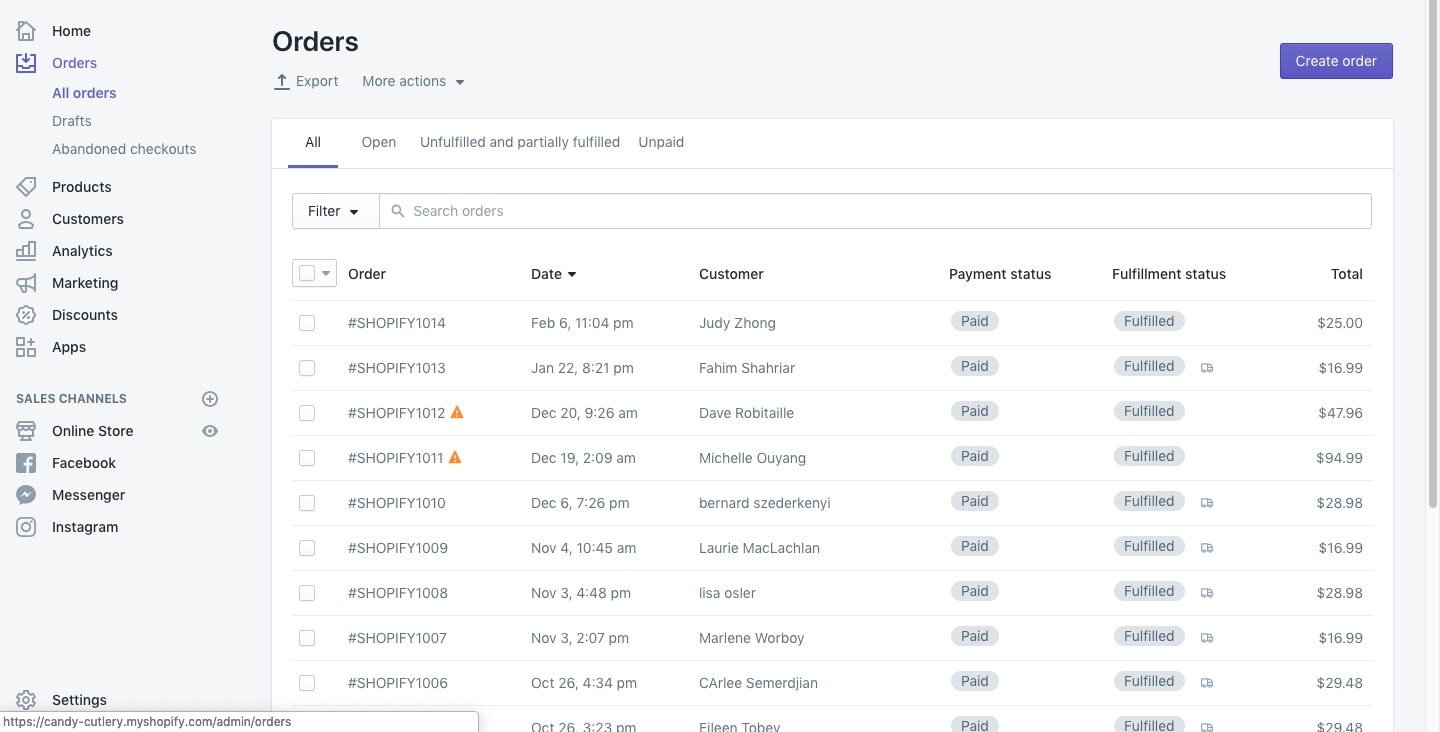 Home
Orders
All orders
Drafts
Abandoned checkouts
Products
Customers
Analytics
Marketing
Discounts
Apps
SALES CHANNELS
Online Store
Facebook
Messenger
Instagram
Settings
https://candy-cutlery.myshopify.com/admin/orders
Orders
Export More actions
Create order
All Open Unfulfilled and partially fulfilled Unpaid
Filter Search orders
Order Date Customer Payment status Fulfillment status Total
#SHOPIFY1014 Feb 6, 11:04 pm Judy Zhong Paid Fulfilled $25.00
#SHOPIFY1013 Jan 22, 8:21 pm Fahim Shahriar Paid Fulfilled $16.99
#SHOPIFY1012 Dec 20, 9:26 am Dave Robitaille Paid Fulfilled $47.96
#SHOPIFY1011 Dec 19, 2:09 am Michelle Ouyang Paid Fulfilled $94.99
#SHOPIFY1010 Dec 6, 7:26 pm bernard szederkenyi Paid Fulfilled $28.98
#SHOPIFY1009 Nov 4, 10:45 am Laurie MacLachlan Paid Fulfilled $16.99
#SHOPIFY1008 Nov 3, 4:48 pm lisa osler Paid Fulfilled $28.98
#SHOPIFY1007 Nov 3, 2:07 pm Marlene Worboy Paid Fulfilled $16.99
#SHOPIFY1006 Oct 26, 4:34 pm CArlee Semerdjian Paid Fulfilled $29.48
Oct 26, 3:23 pm Eileen Tobey Paid Fulfilled $29.48